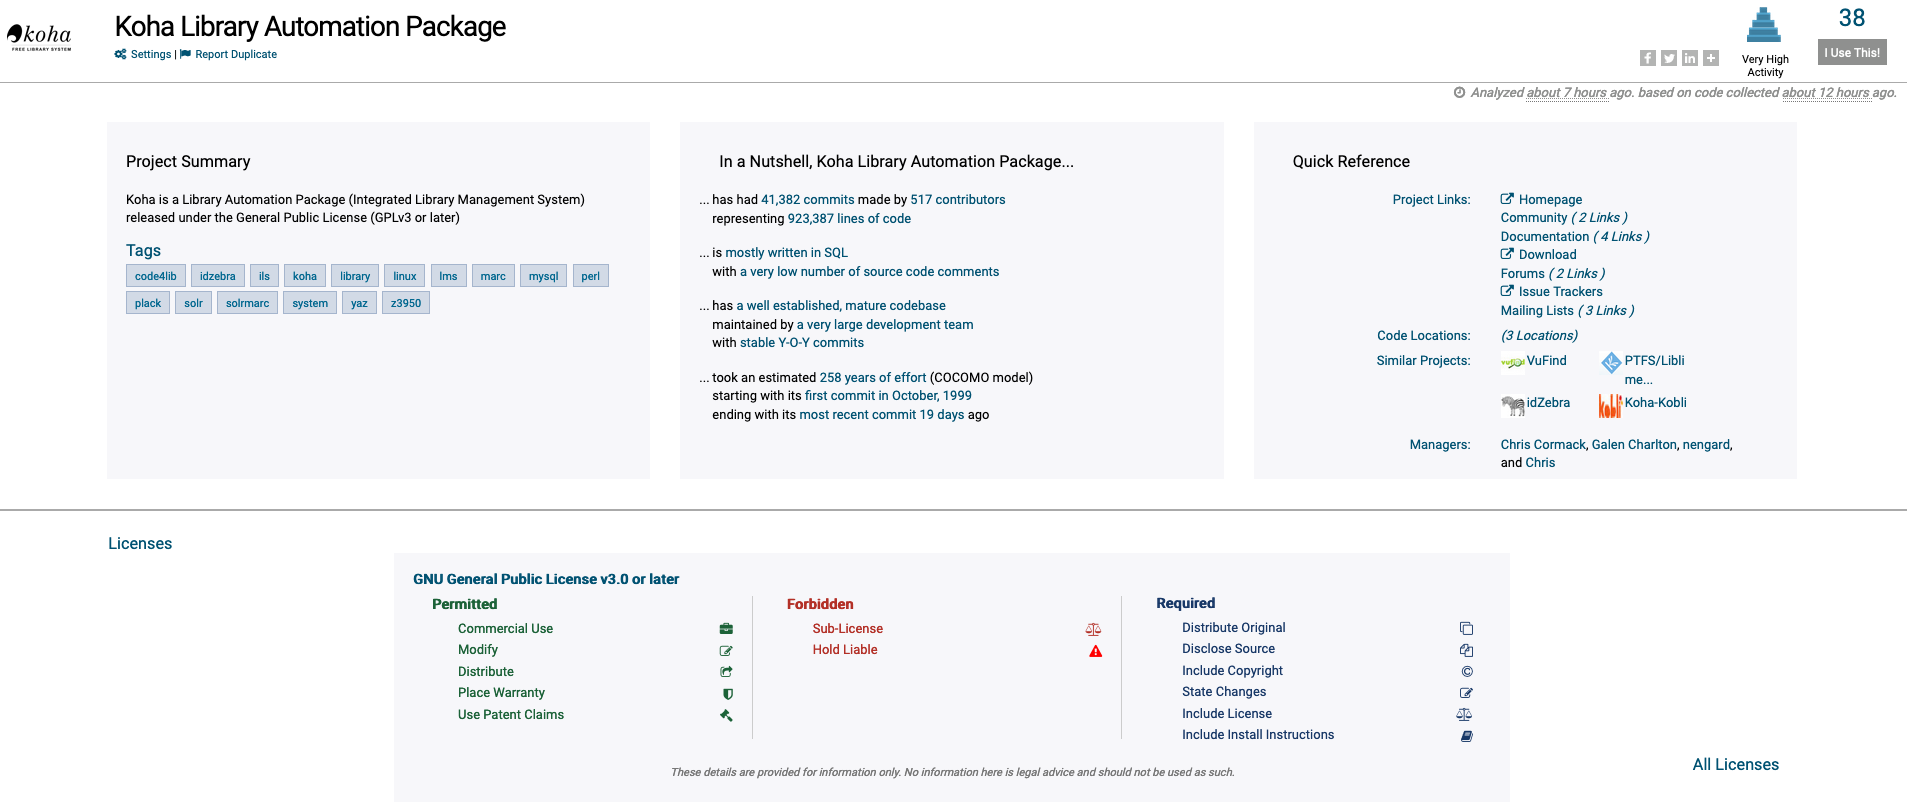 koha
FREE LIBRARY SYSTEM
Koha Library Automation Package
Settings | Report Duplicate
Very High
Activity
38
I Use This!
Analyzed about 7 hours ago. based on code collected about 12 hours ago.
Project Summary
Koha is a Library Automation Package (Integrated Library Management System)
released under the General Public License (GPLv3 or later)
Tags
code4lib idzebra ils koha library linux lms marc mysql perl
plack solr solrmarc system yaz z3950
In a Nutshell, Koha Library Automation Package...
... has had 41,382 commits made by 517 contributors
representing 923,387 lines of code
... is mostly written in SQL
with a very low number of source code comments
... has a well established, mature codebase
maintained by a very large development team
with stable Y-O-Y commits
... took an estimated 258 years of effort (COCOMO model)
starting with its first commit in October, 1999
ending with its most recent commit 19 days ago
Quick Reference
Project Links: Homepage
Community ( 2 Links )
Documentation ( 4 Links )
Download
Forums ( 2 Links )
Issue Trackers
Mailing Lists ( 3 Links )
Code Locations: (3 Locations)
Similar Projects: VuFind PTFS/Libli
me...
idZebra Koha-Kobli
Managers: Chris Cormack, Galen Charlton, nengard,
and Chris
Licenses
GNU General Public License v3.0 or later
Permitted
Commercial Use
Modify
Distribute
Place Warranty
Use Patent Claims
Forbidden
Sub-License
Hold Liable
Required
Distribute Original
Disclose Source
Include Copyright
State Changes
Include License
Include Install Instructions
These details are provided for information only. No information here is legal advice and should not be used as such.
All Licenses